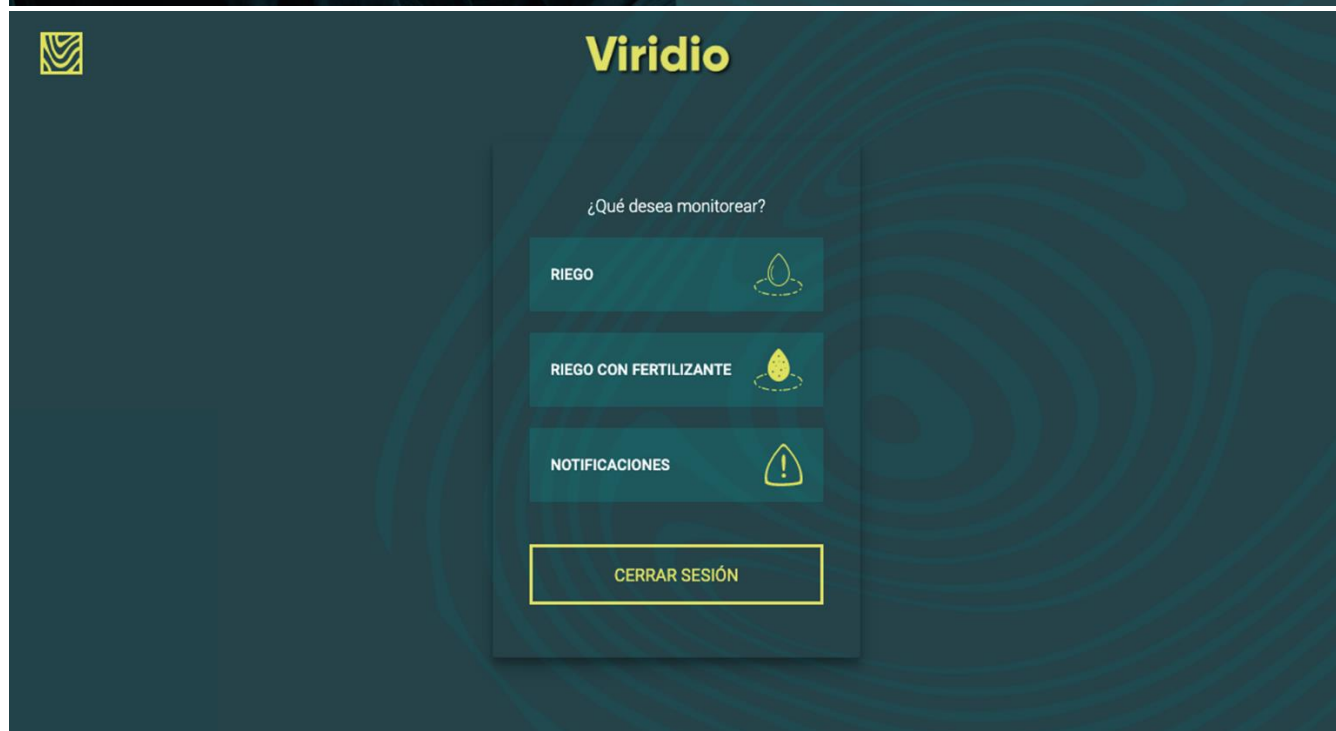 Viridio
¿Qué desea monitorear?
RIEGO
RIEGO CON FERTILIZANTE
NOTIFICACIONES
CERRAR SESIÓN